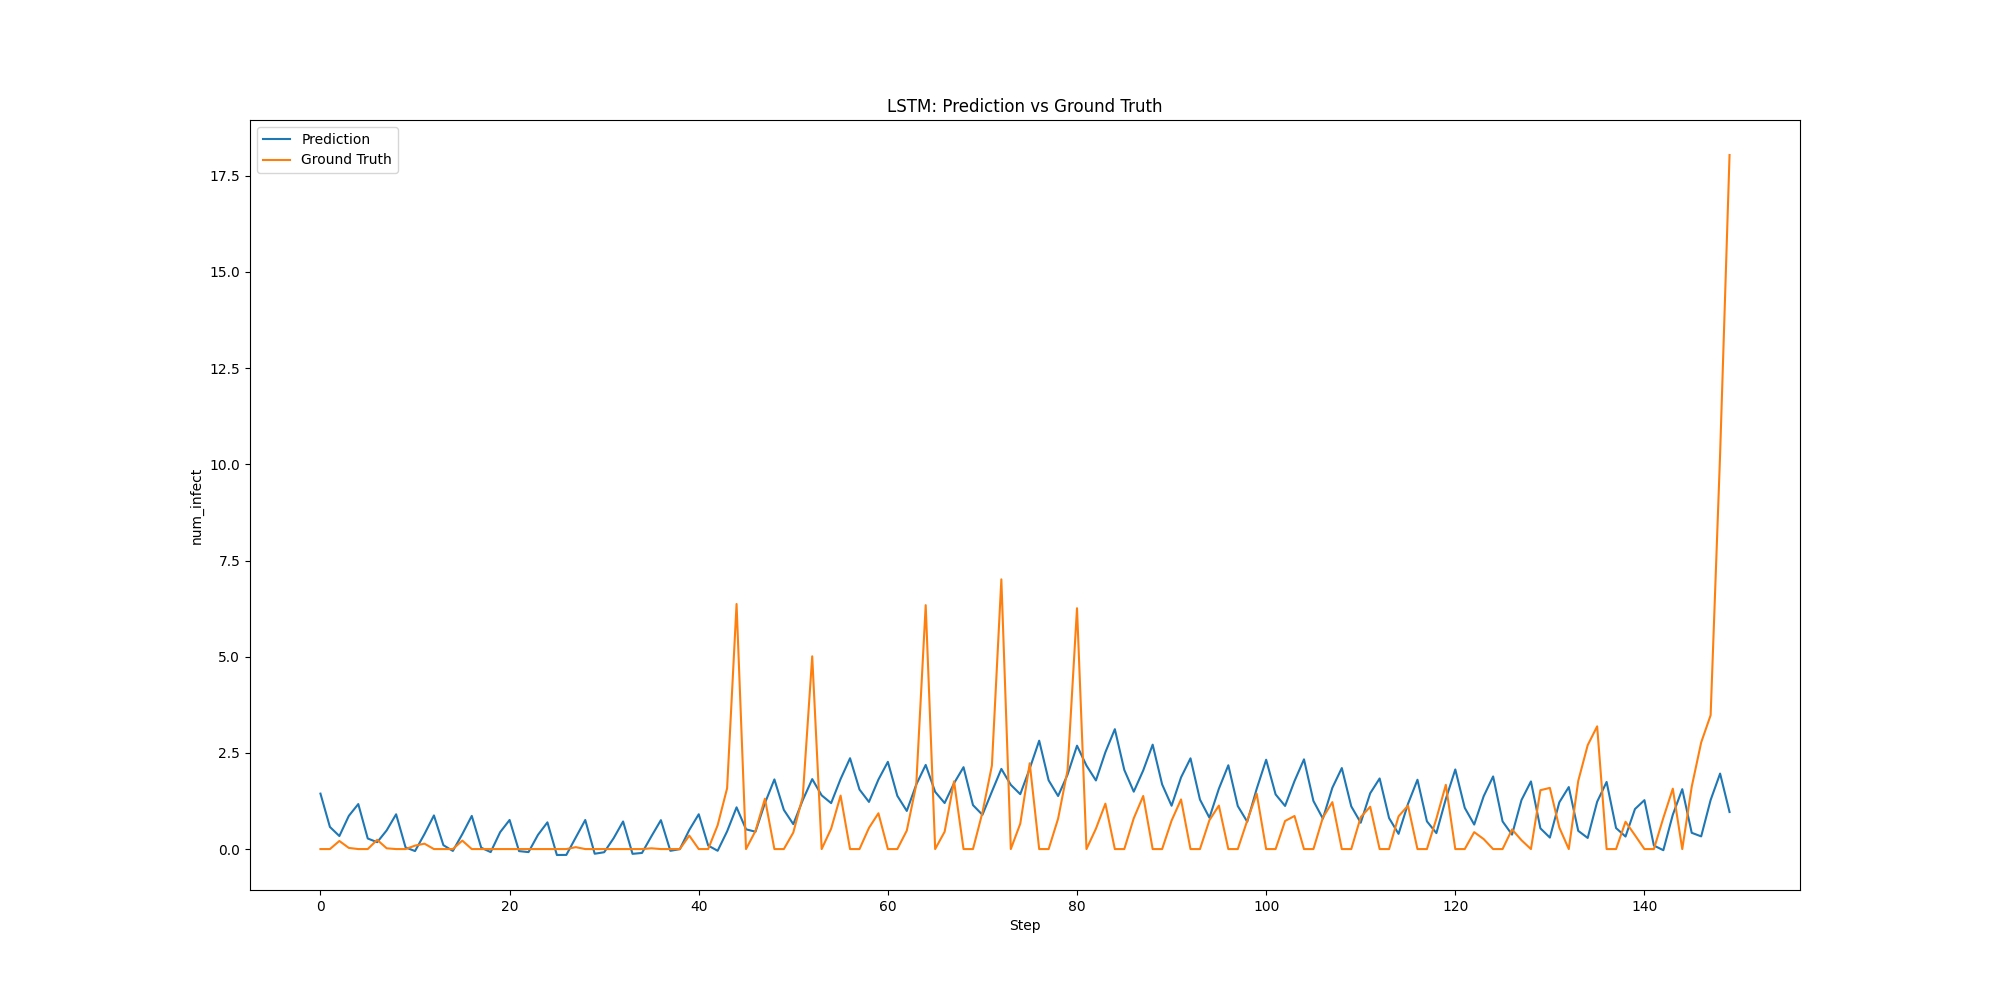 LSTM: Prediction vs Ground Truth
Prediction
Ground Truth
17.5
15.0
12.5
10.0
7.5
5.0
2.5
0.0
num_infect
0 20 40 60 80 100 120 140
Step